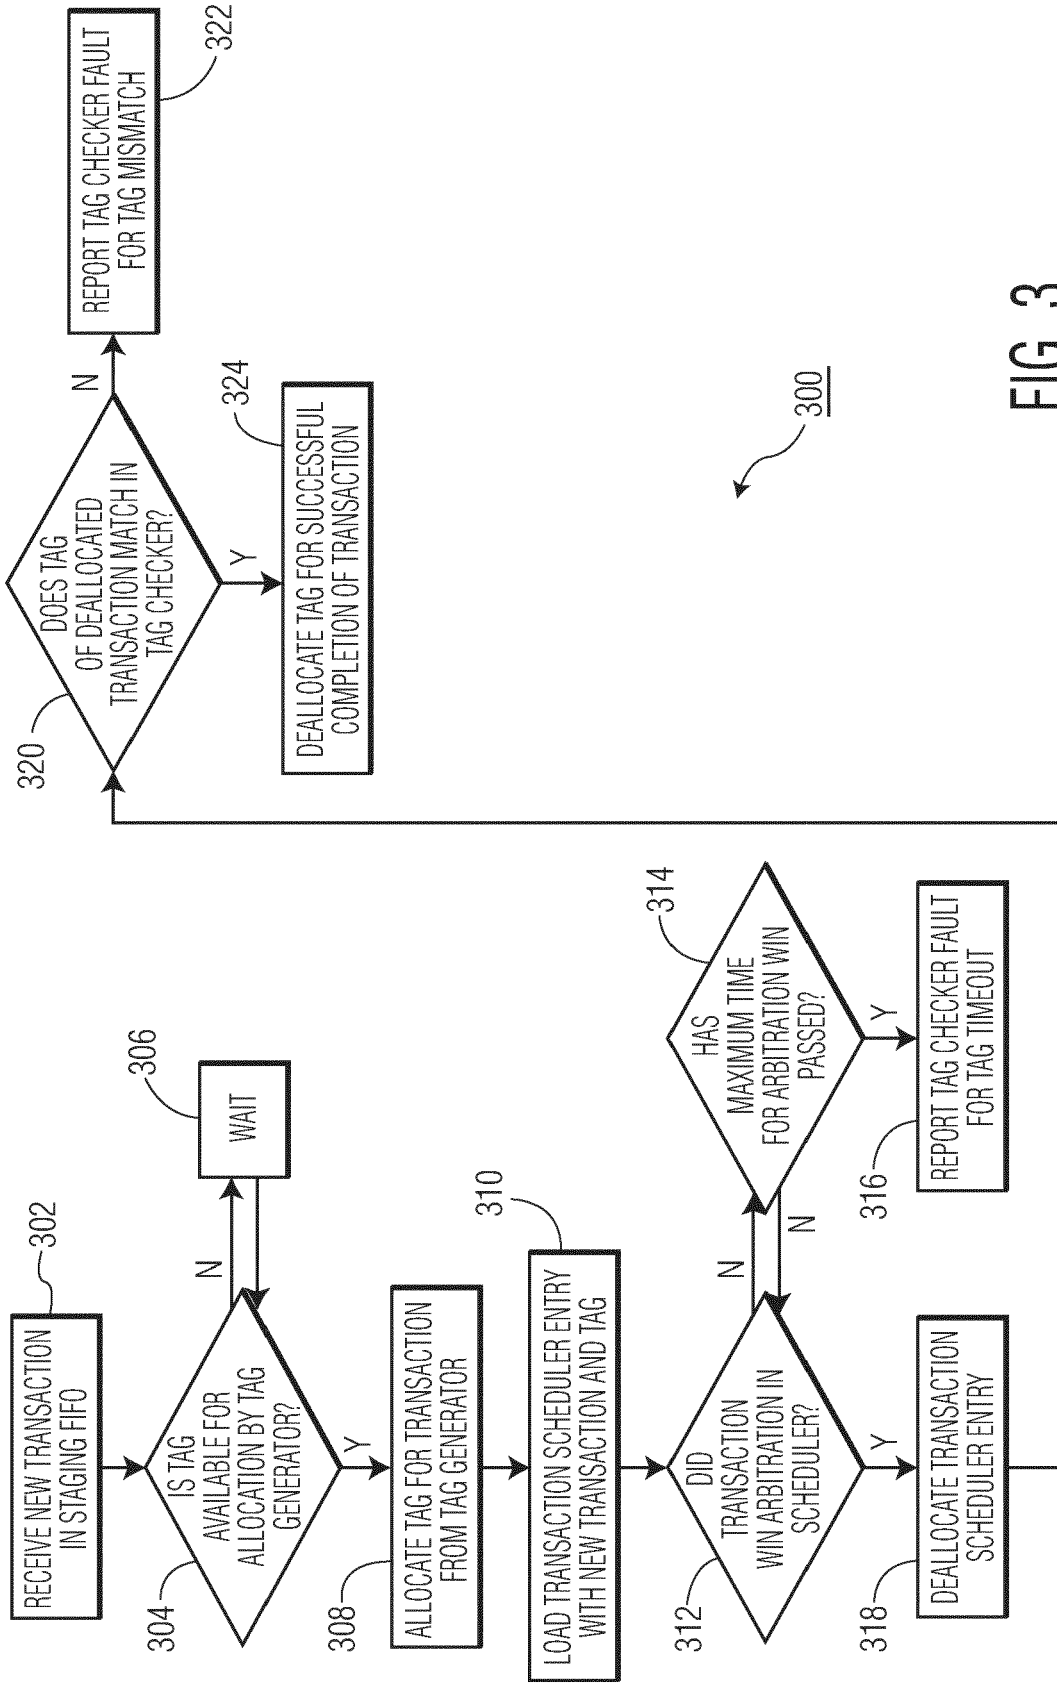 302
RECEIVE NEW TRANSACTION
IN STAGING FIFO
304
IS TAG
AVAILABLE FOR
ALLOCATION BY TAG
GENERATOR?
N
306
WAIT
Y
308
ALLOCATE TAG FOR TRANSACTION
FROM TAG GENERATOR
310
LOAD TRANSACTION SCHEDULER ENTRY
WITH NEW TRANSACTION AND TAG
312
DID
TRANSACTION
WIN ARBITRATION IN
SCHEDULER?
N
N
314
HAS
MAXIMUM TIME
FOR ARBITRATION WIN
PASSED?
Y
316
REPORT TAG CHECKER FAULT
FOR TAG TIMEOUT
Y
318
DEALLOCATE TRANSACTION
SCHEDULER ENTRY
320
DOES TAG
OF DEALLOCATED
TRANSACTION MATCH IN
TAG CHECKER?
N
322
REPORT TAG CHECKER FAULT
FOR TAG MISMATCH
Y
324
DEALLOCATE TAG FOR SUCCESSFUL
COMPLETION OF TRANSACTION
300
FIG. 3